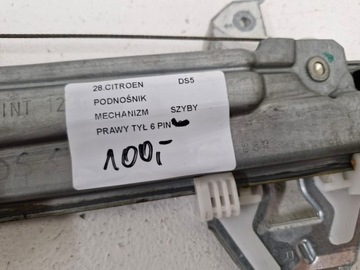 28.CITROEN DS5
PODNOŚNIK
MECHANIZM SZYBY
PRAWY TYŁ 6 PIN
100,-